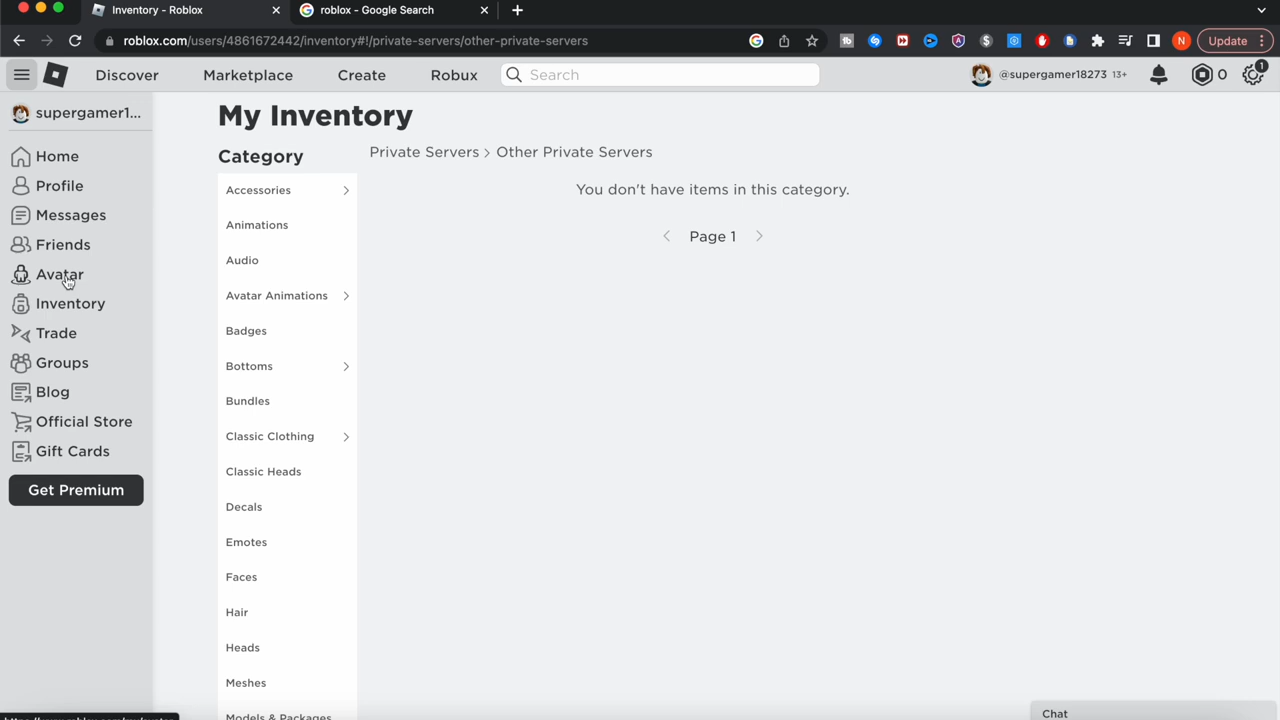 Inventory - Roblox
roblox - Google Search
roblox.com/users/4861672442/inventory#!/private-servers/other-private-servers
N
Update
Discover
Marketplace
Create
Robux
Search
@supergamer18273 13+
0
1
supergamer1...
Home
Profile
Messages
Friends
Avatar
Inventory
Trade
Groups
Blog
Official Store
Gift Cards
Get Premium
My Inventory
Category
Accessories
Animations
Audio
Avatar Animations
Badges
Bottoms
Bundles
Classic Clothing
Classic Heads
Decals
Emotes
Faces
Hair
Heads
Meshes
Models & Packages
Private Servers > Other Private Servers
You don't have items in this category.
Page 1
Chat